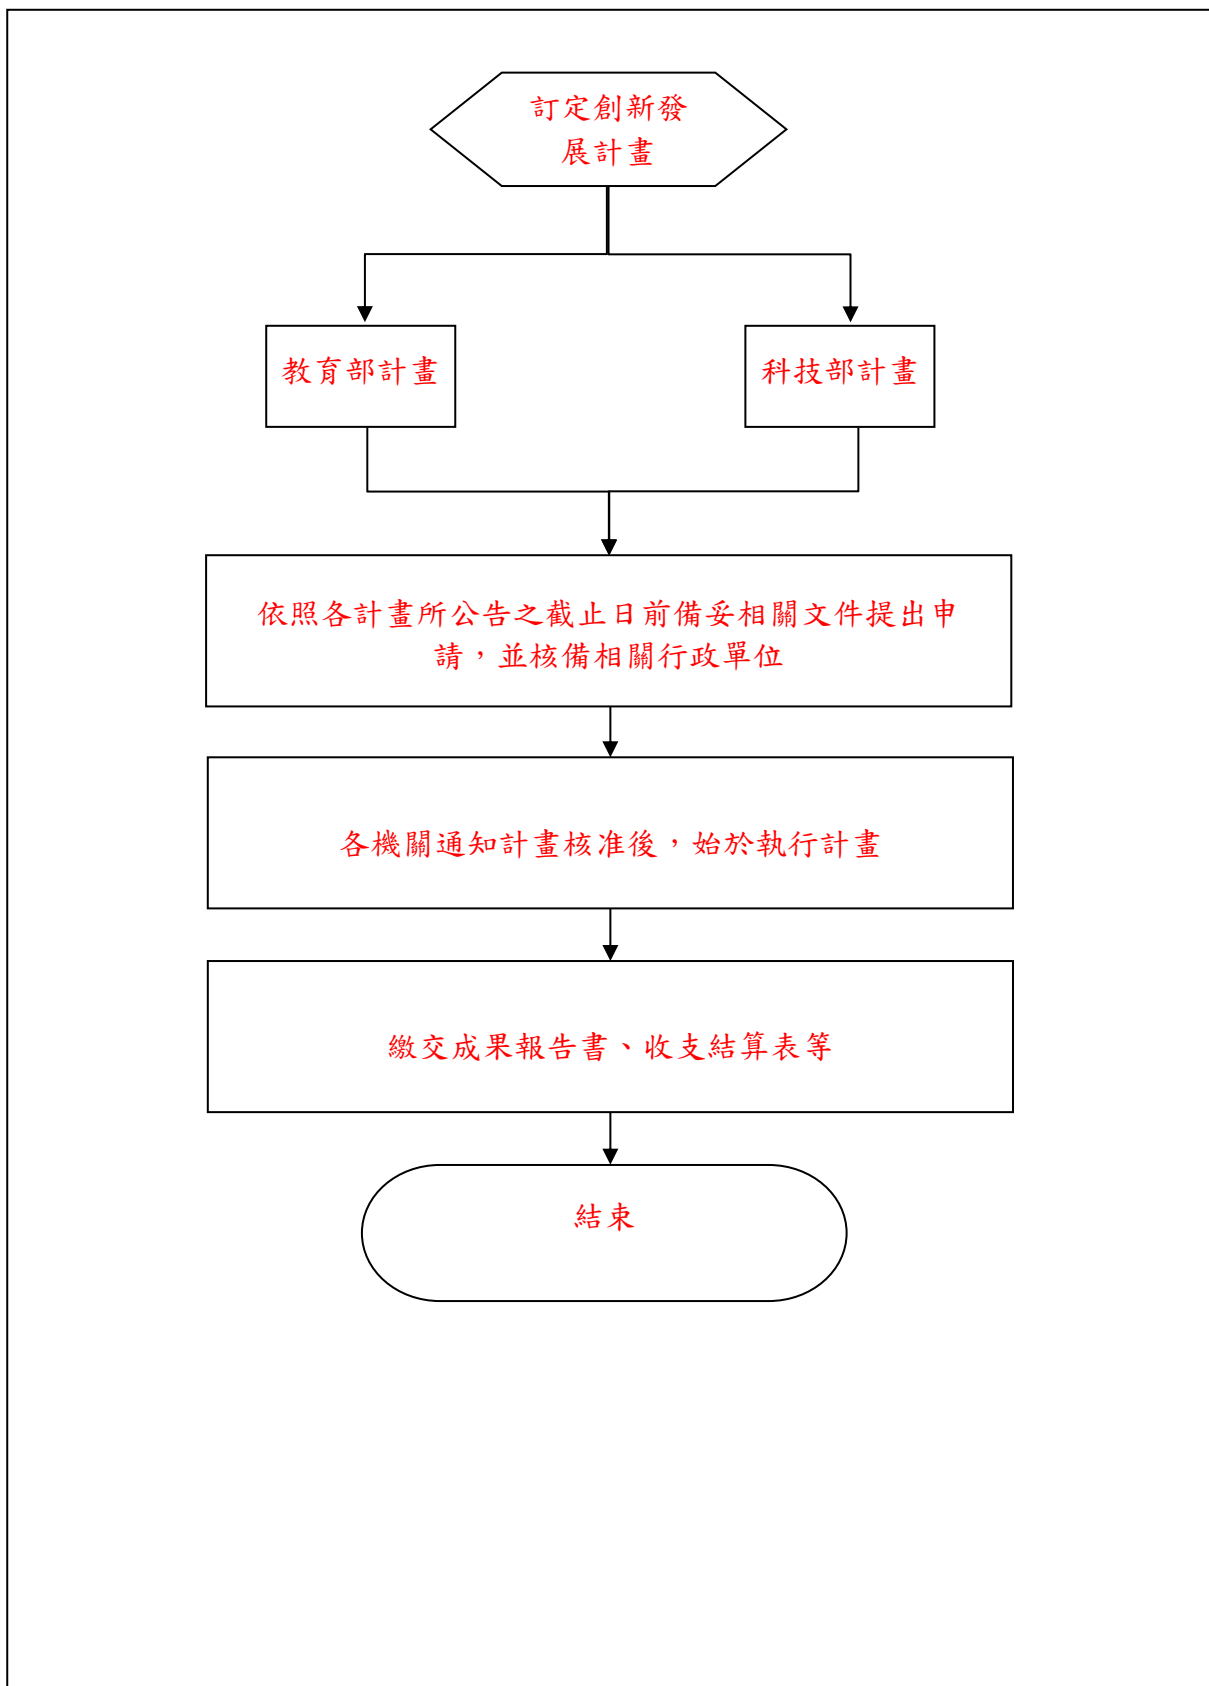 訂定創新發
展計畫
教育部計畫
科技部計畫
依照各計畫所公告之截止日前備妥相關文件提出申
請，並核備相關行政單位
各機關通知計畫核准後，始於執行計畫
繳交成果報告書、收支結算表等
結束